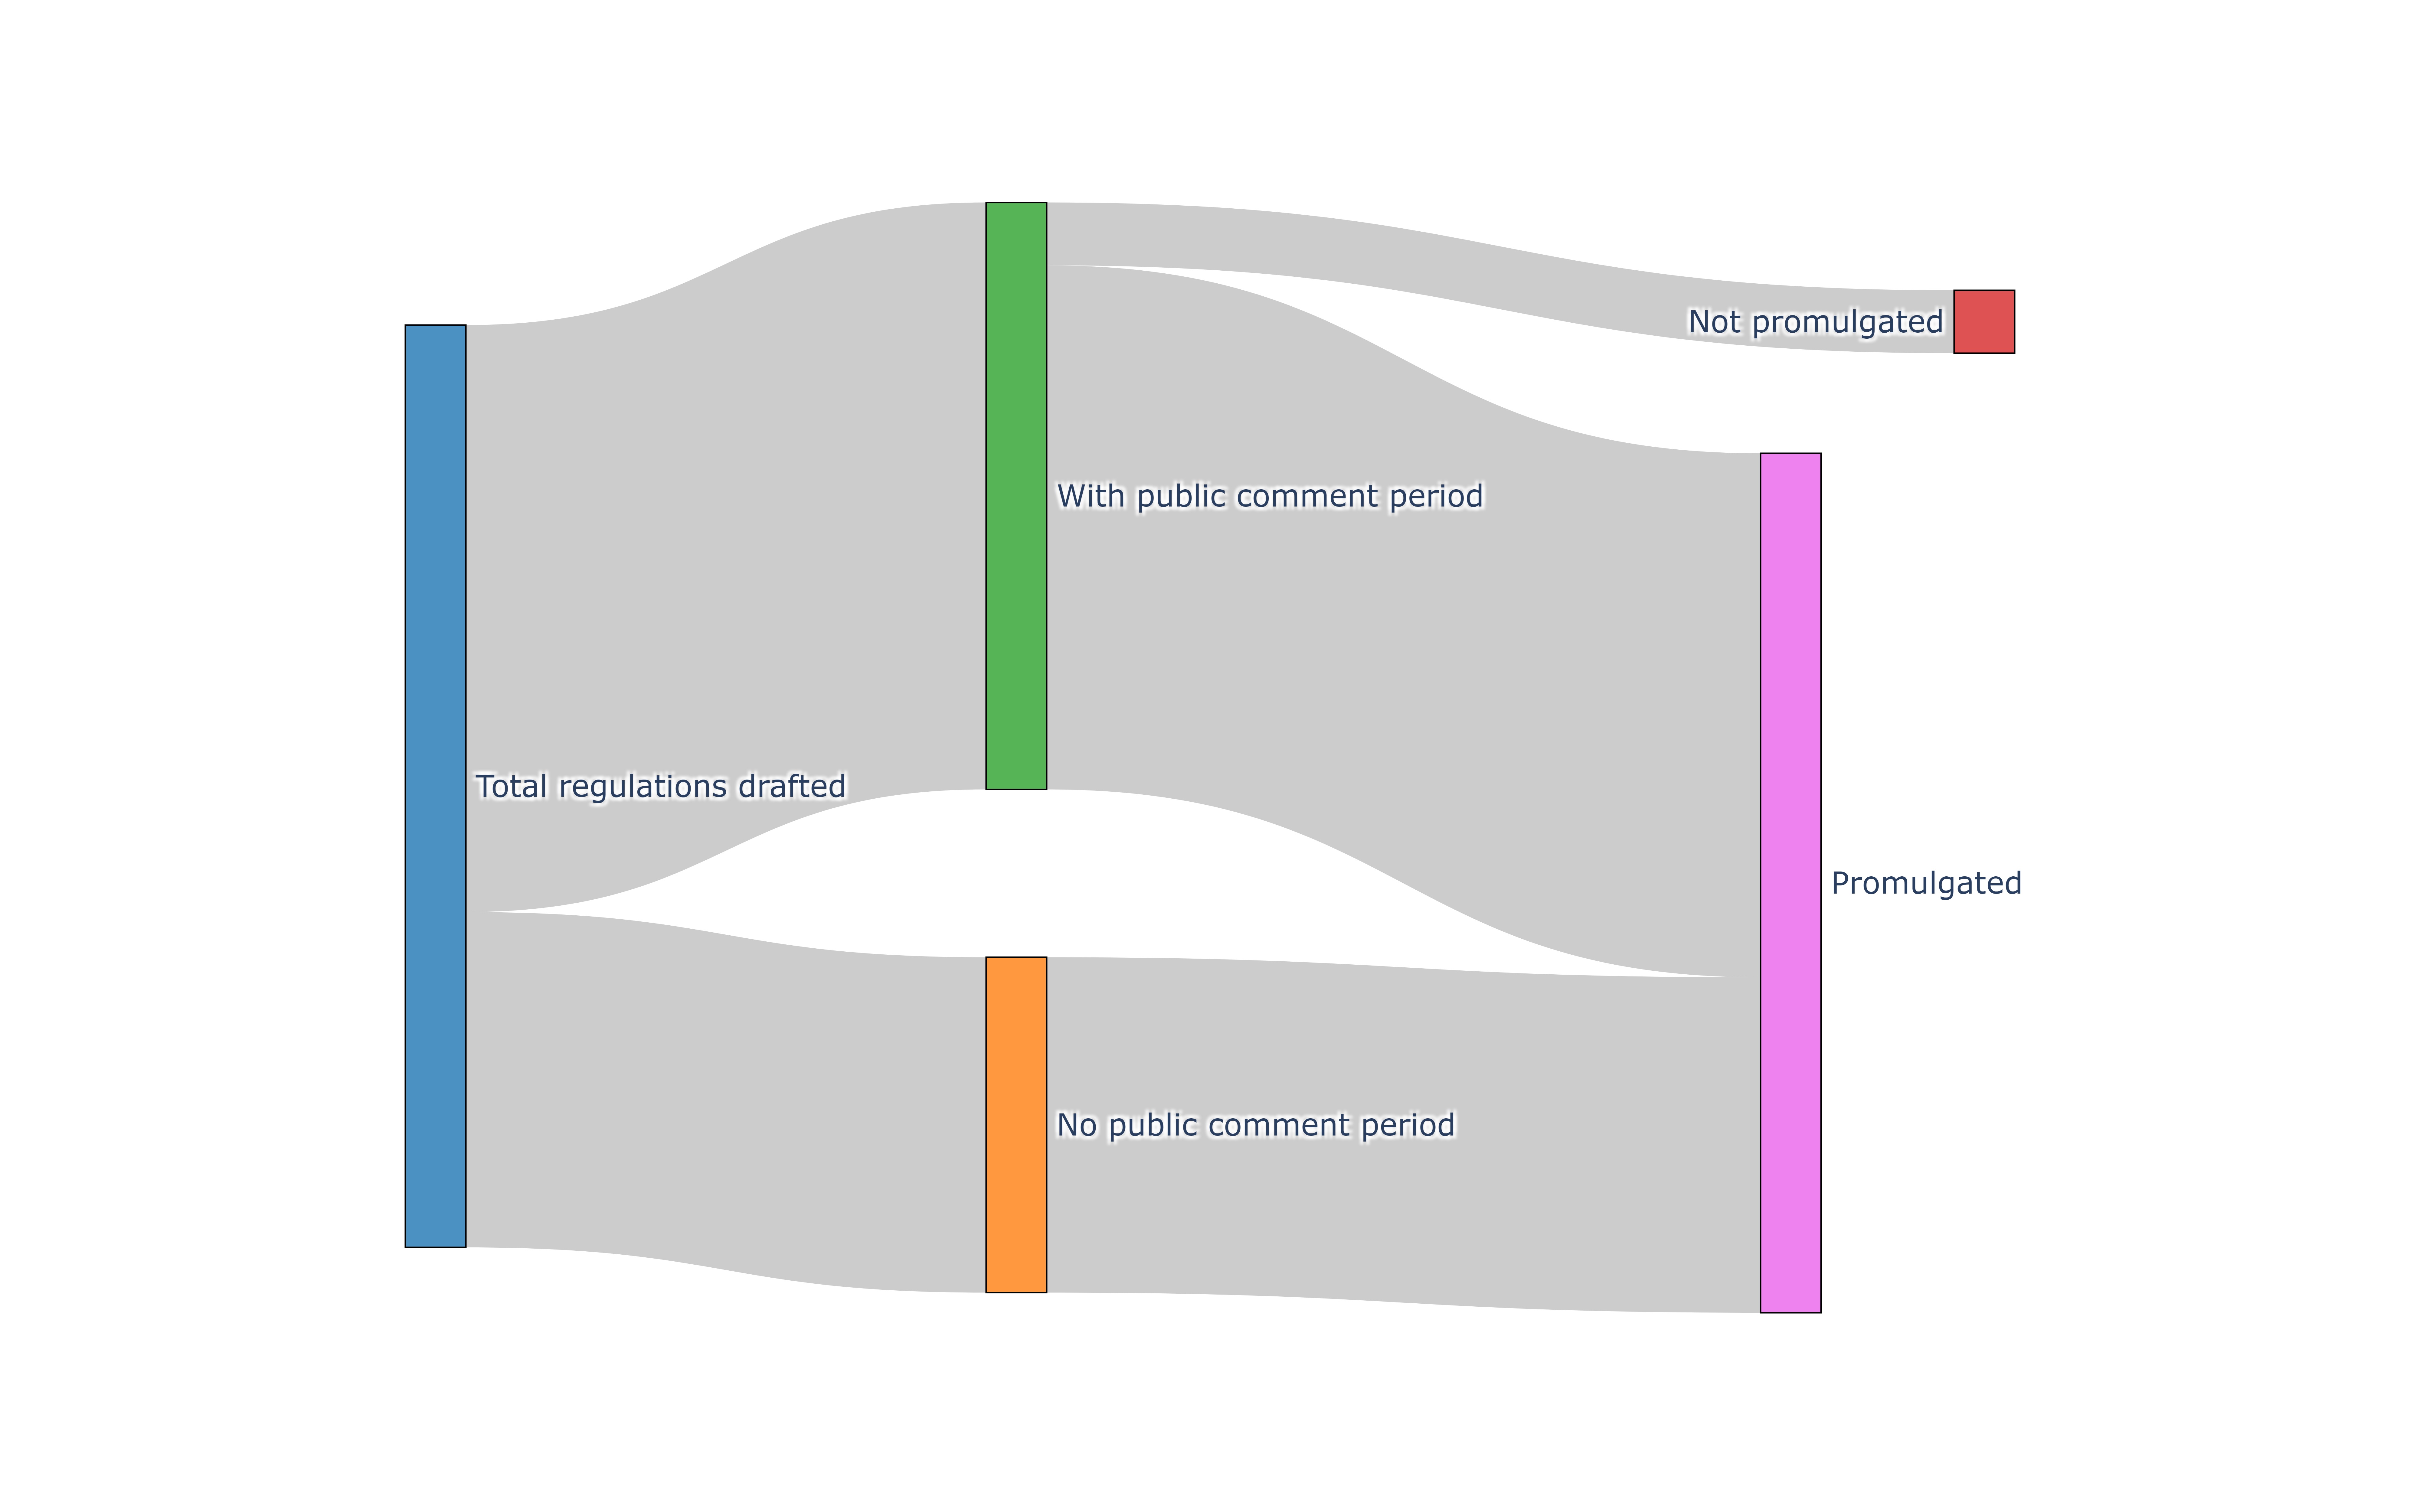 Not promulgated
With public comment period
Total regulations drafted
Promulgated
No public comment period